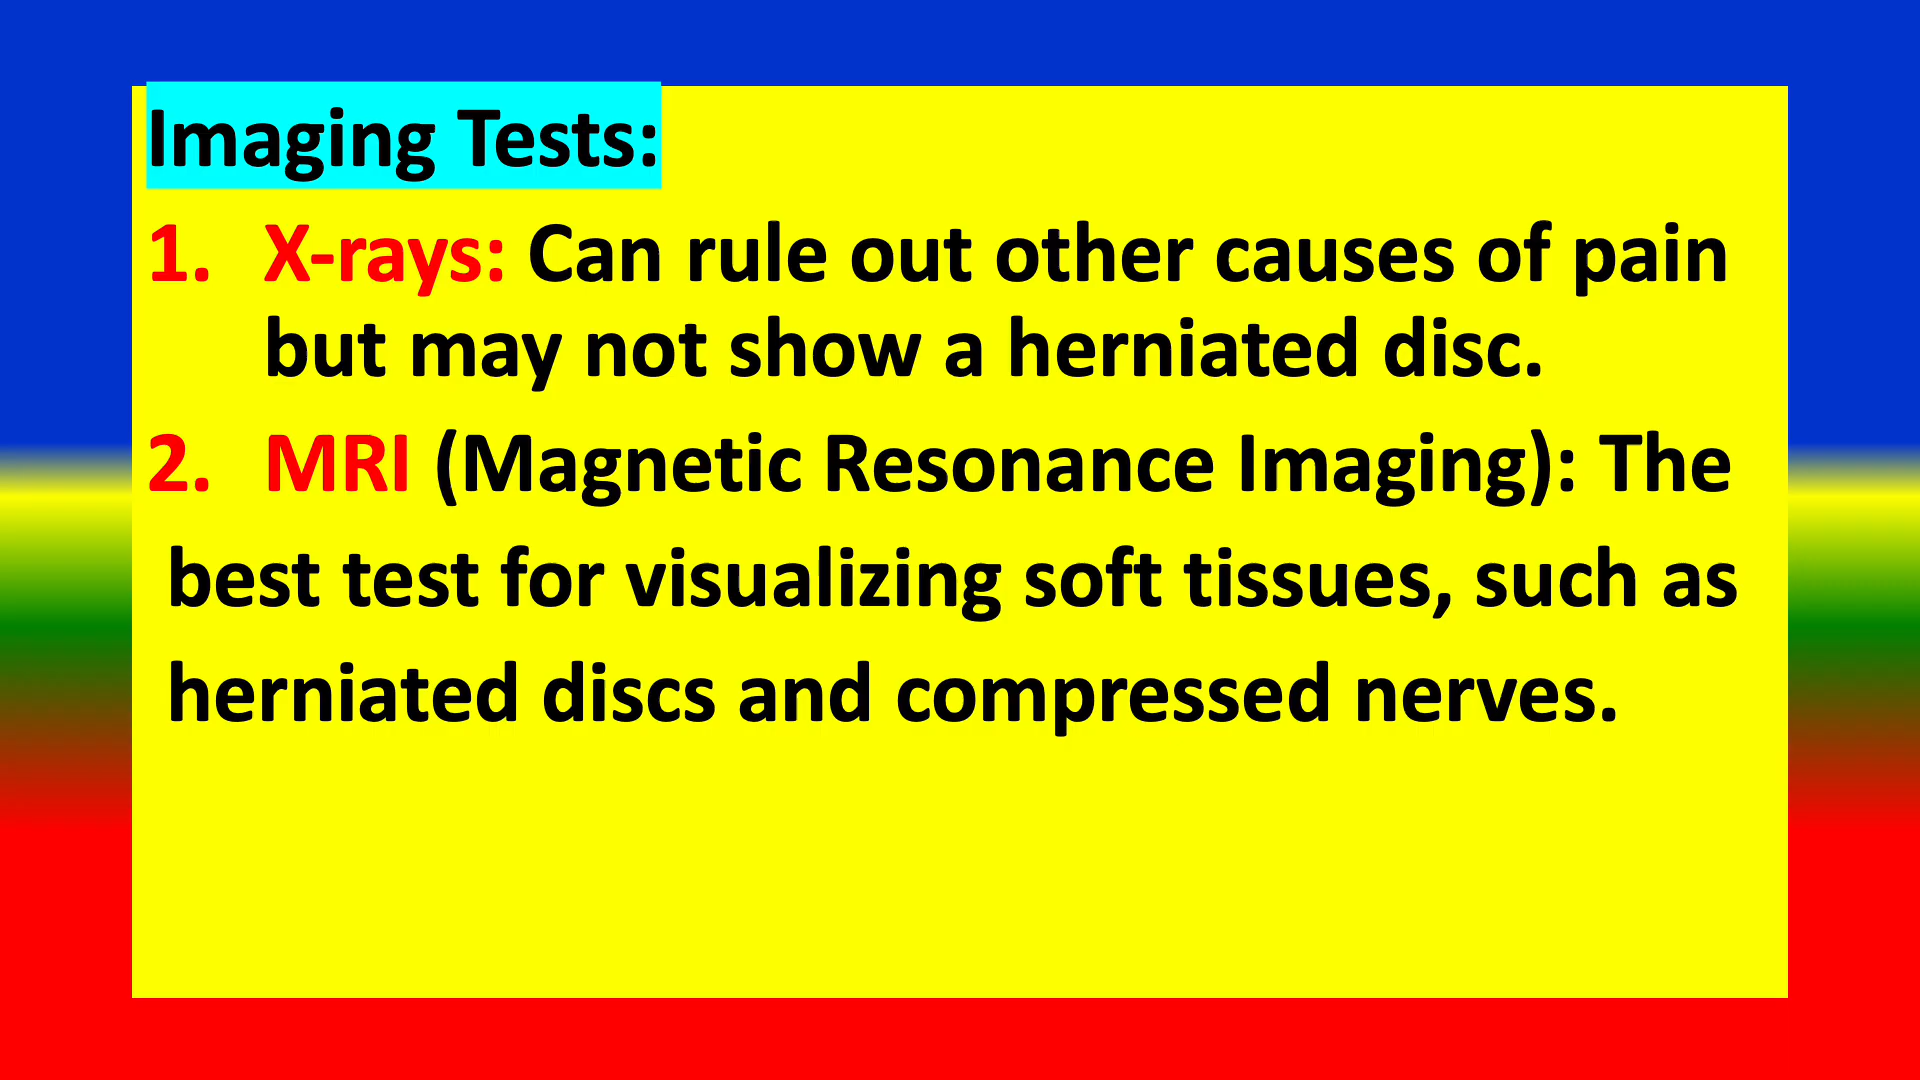 Imaging Tests:
1. X-rays: Can rule out other causes of pain
but may not show a herniated disc.
2. MRI (Magnetic Resonance Imaging): The
best test for visualizing soft tissues, such as
herniated discs and compressed nerves.